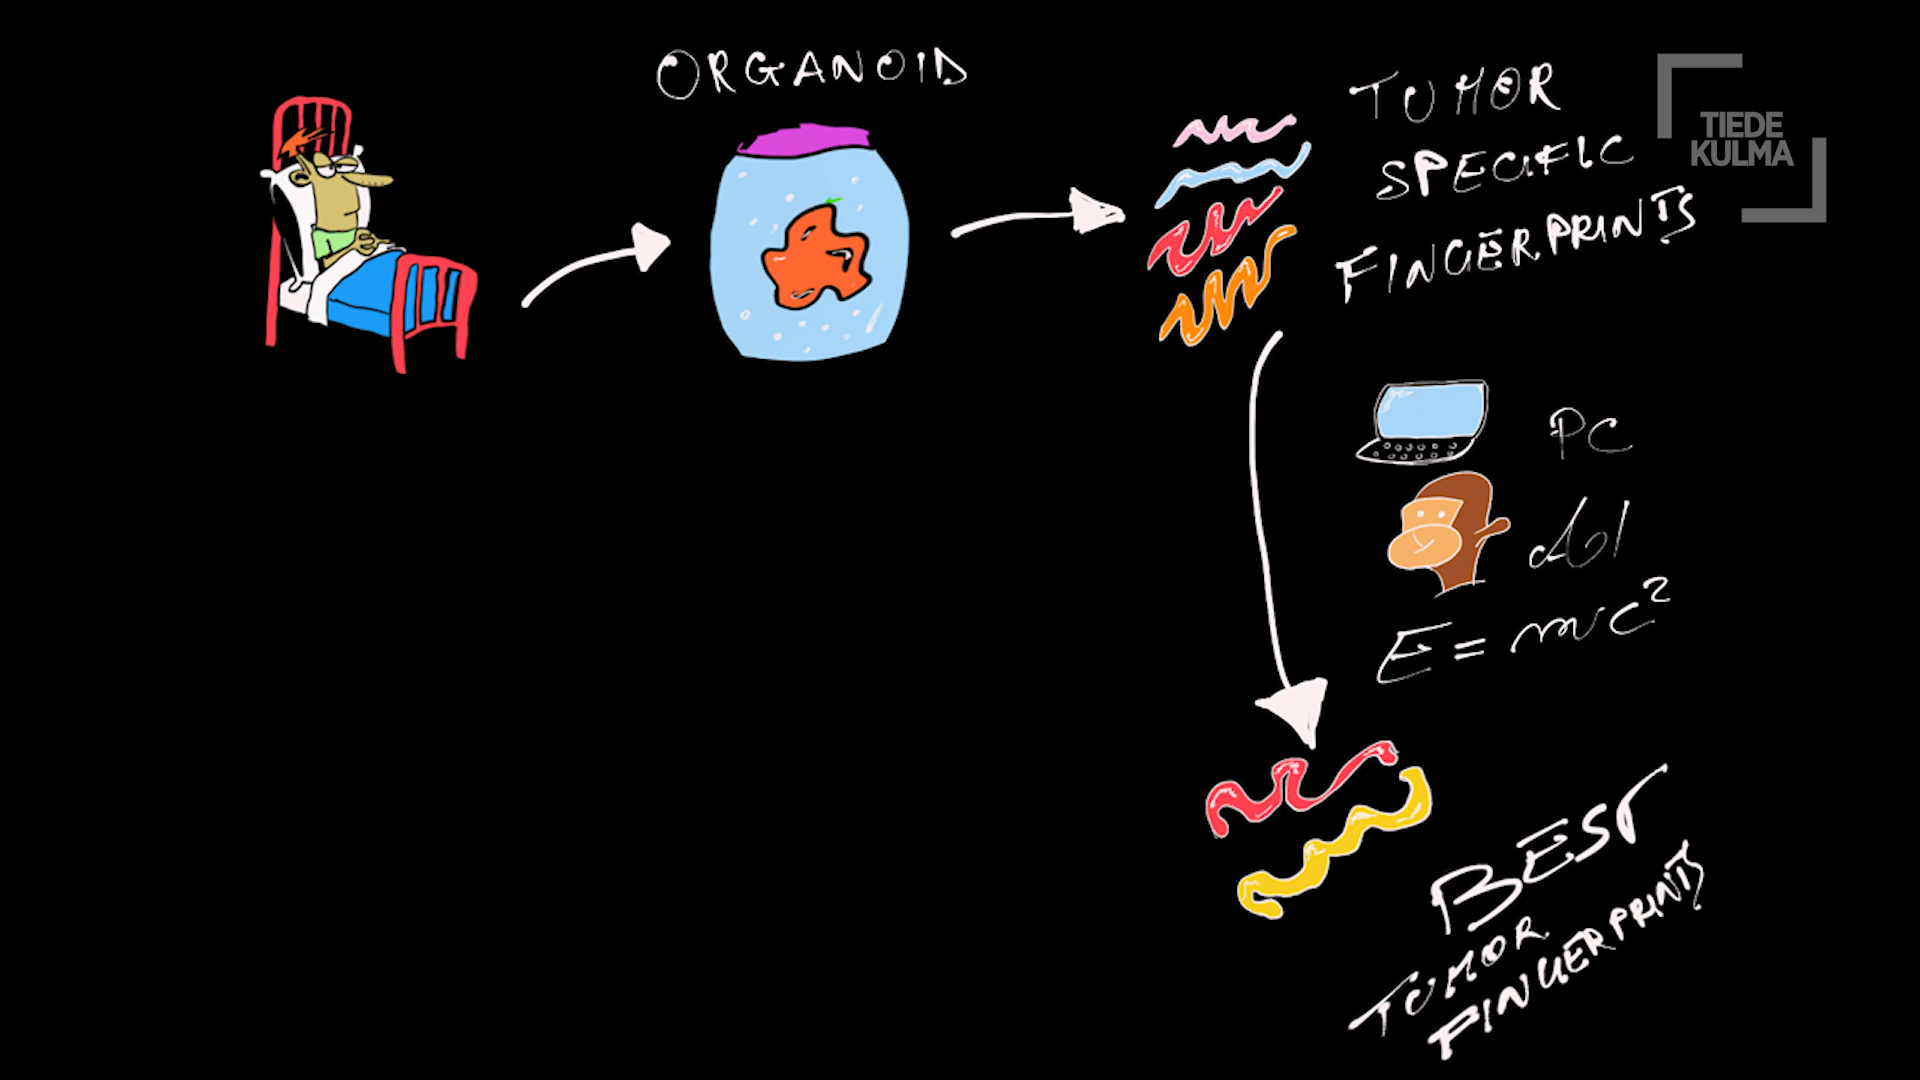 ORGANOID
TUMOR
SPECIFIC
FINGERPRINTS
TIEDE
KULMA
PC
E = mc²
BEST
TUMOR
FINGERPRINTS